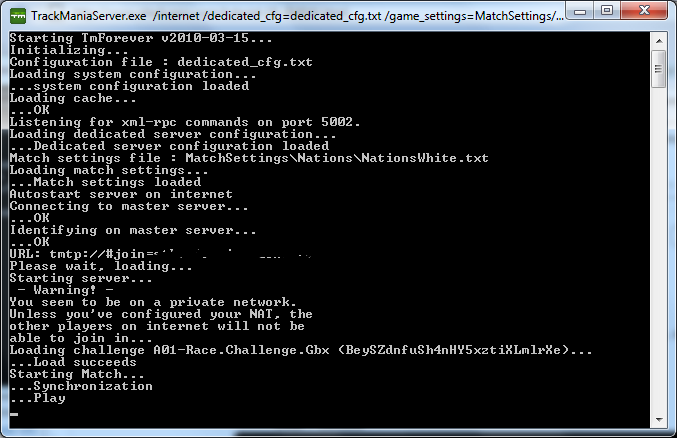 TrackManiaServer.exe /internet /dedicated_cfg=dedicated_cfg.txt /game_settings=MatchSettings/...
Starting TmForever v2010-03-15...
Initializing...
Configuration file : dedicated_cfg.txt
Loading system configuration...
...system configuration loaded
Loading cache...
...OK
Listening for xml-rpc commands on port 5002.
Loading dedicated server configuration...
...Dedicated server configuration loaded
Match settings file : MatchSettings\Nations\NationsWhite.txt
Loading match settings...
...Match settings loaded
Autostart server on internet
Connecting to master server...
...OK
Identifying on master server...
...OK
URL: tmtp://#join=
Please wait, loading...
Starting server...
- Warning! -
You seem to be on a private network.
Unless you've configured your NAT, the
other players on internet will not be
able to join in...
Loading challenge A01-Race.Challenge.Gbx (BeySZdnfuSh4nHY5xztiXLmlrXe)...
...Load succeeds
Starting Match...
...Synchronization
...Play